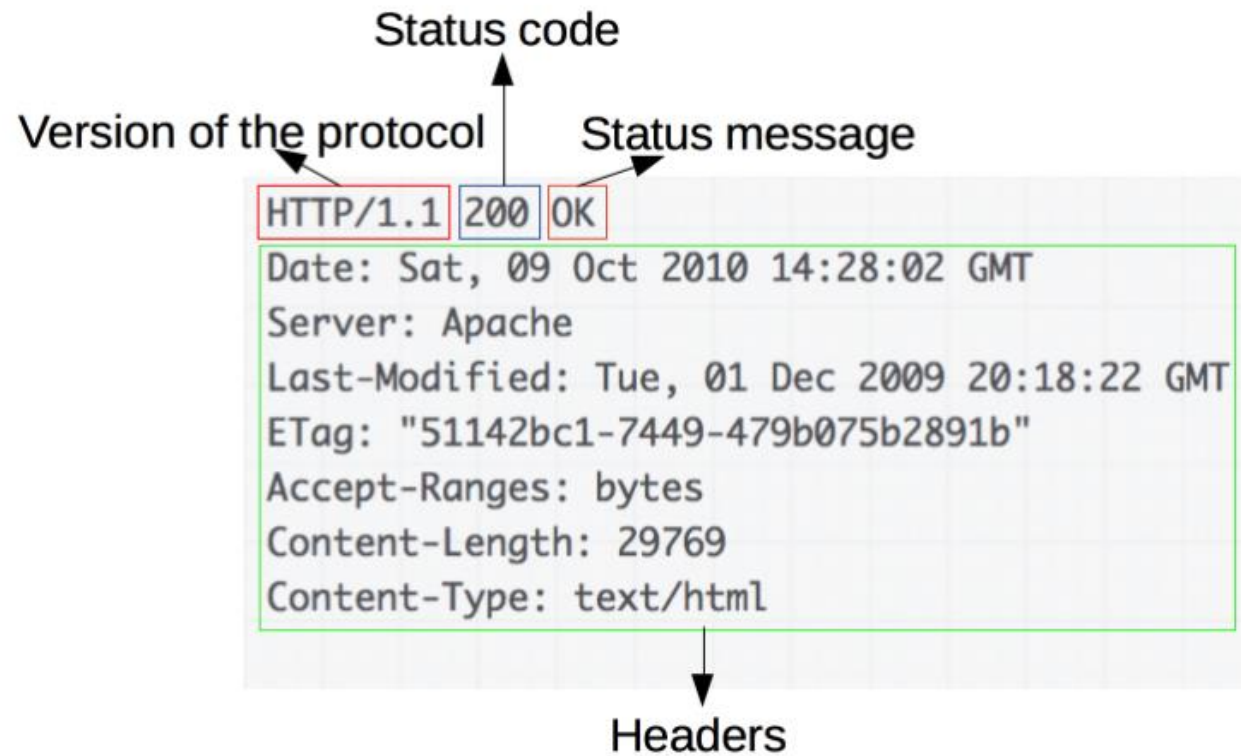 Status code
Version of the protocol Status message
HTTP/1.1 200 OK
Date: Sat, 09 Oct 2010 14:28:02 GMT
Server: Apache
Last-Modified: Tue, 01 Dec 2009 20:18:22 GMT
ETag: "51142bc1-7449-479b075b2891b"
Accept-Ranges: bytes
Content-Length: 29769
Content-Type: text/html
Headers